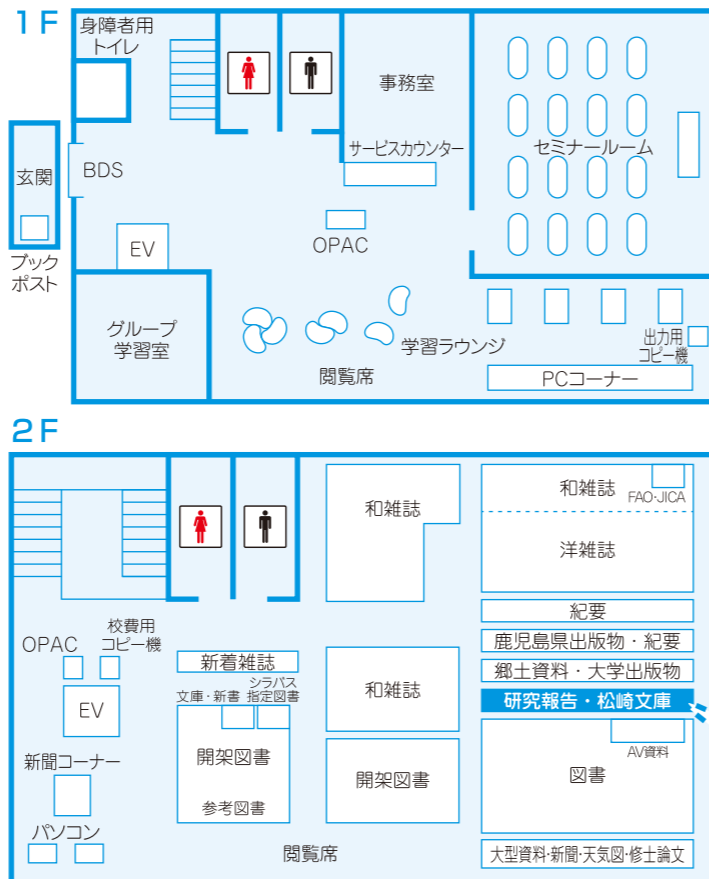 1F
身障者用
トイレ
事務室
サービスカウンター
セミナールーム
玄関
BDS
ブック
ポスト
EV
OPAC
グループ
学習室
学習ラウンジ
閲覧席
出力用
コピー機
PCコーナー
2F
和雑誌
和雑誌
FAO・JICA
洋雑誌
紀要
鹿児島県出版物・紀要
郷土資料・大学出版物
研究報告・松崎文庫
OPAC
校費用
コピー機
新着雑誌
文庫・新書
シラバス
指定図書
和雑誌
EV
開架図書
参考図書
開架図書
AV資料
図書
新聞コーナー
パソコン
閲覧席
大型資料・新聞・天気図・修士論文